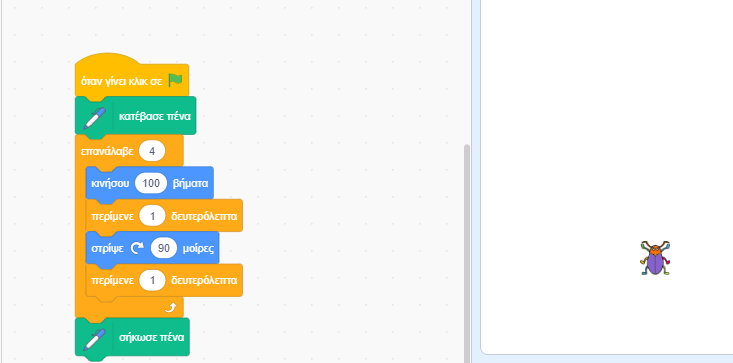 όταν γίνει κλικ σε
κατέβασε πένα
επανάλαβε 4
κινήσου 100 βήματα
περίμενε 1 δευτερόλεπτα
στρίψε 90 μοίρες
περίμενε 1 δευτερόλεπτα
σήκωσε πένα